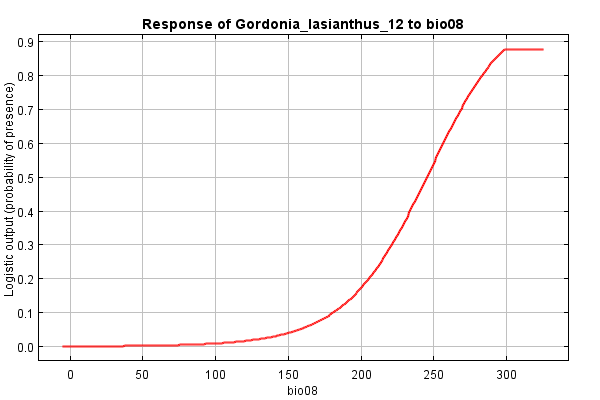 Response of Gordonia_lasianthus_12 to bio08
Logistic output (probability of presence)
0.9
0.8
0.7
0.6
0.5
0.4
0.3
0.2
0.1
0.0
0 50 100 150 200 250 300
bio08